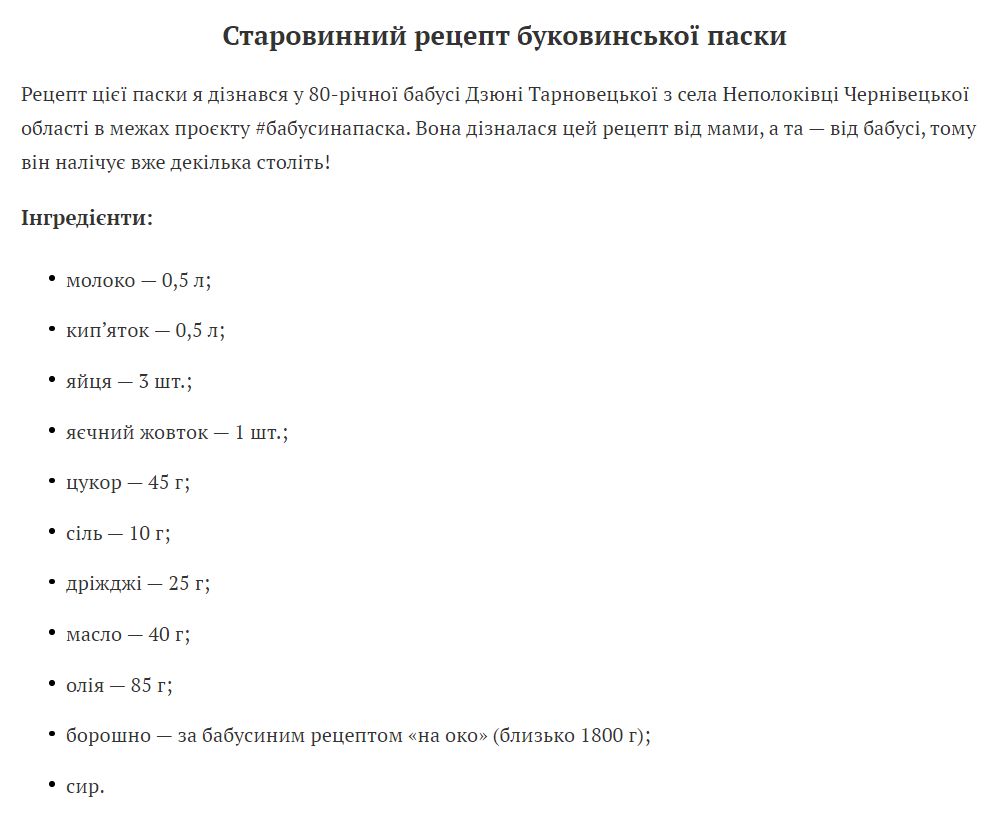 Старовинний рецепт буковинської паски
Рецепт цієї паски я дізнався у 80-річної бабусі Дзюні Тарновецької з села Неполоківці Чернівецької
області в межах проєкту #бабусинапаска. Вона дізналася цей рецепт від мами, а та — від бабусі, тому
він налічує вже декілька століть!
Інгредієнти:
• молоко — 0,5 л;
• кип’яток — 0,5 л;
• яйця — 3 шт.;
• яєчний жовток — 1 шт.;
• цукор — 45 г;
• сіль — 10 г;
• дріжджі — 25 г;
• масло — 40 г;
• олія — 85 г;
• борошно — за бабусиним рецептом «на око» (близько 1800 г);
• сир.